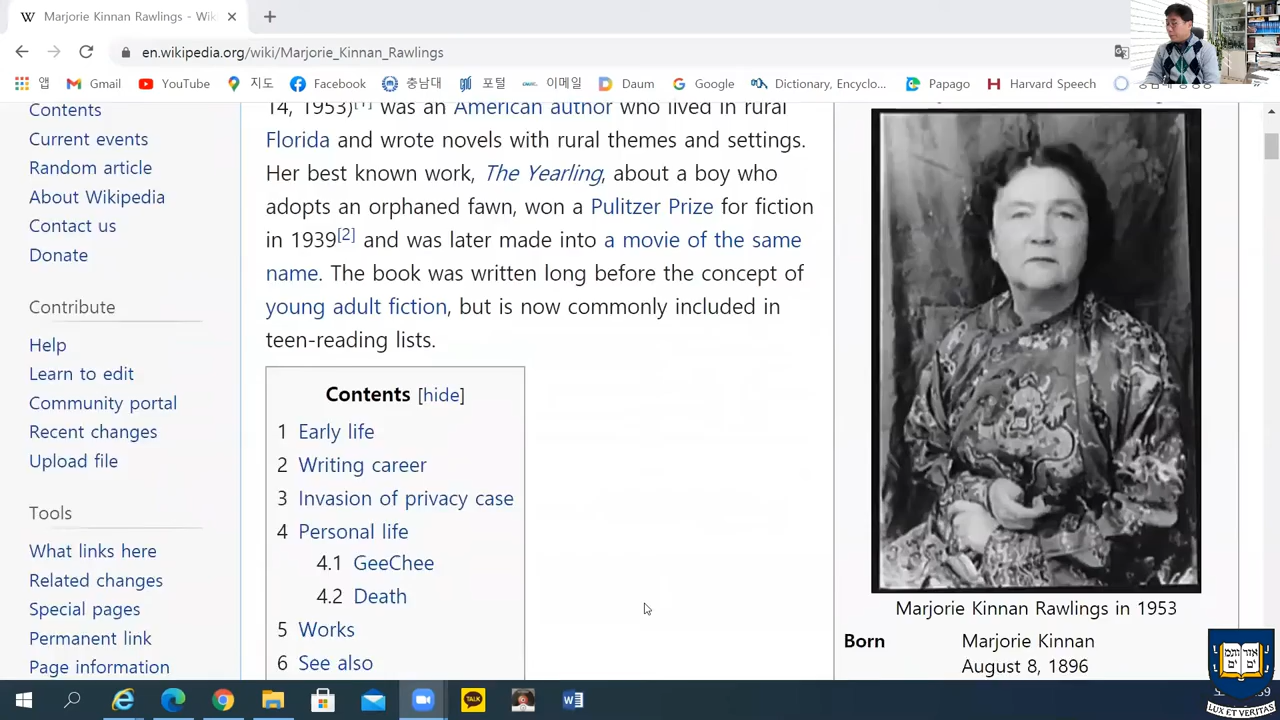 Marjorie Kinnan Rawlings - Wik
en.wikipedia.org/wiki/Marjorie_Kinnan_Rawlin
앱 Gmail YouTube 지도 Facebook 포털 이메일 Daum Google Dictionary, Encyclo... Papago Harvard Speech
Contents
Current events
Random article
About Wikipedia
Contact us
Donate
Contribute
Help
Learn to edit
Community portal
Recent changes
Upload file
Tools
What links here
Related changes
Special pages
Permanent link
Page information
14, 1953)[1] was an American author who lived in rural
Florida and wrote novels with rural themes and settings.
Her best known work, The Yearling, about a boy who
adopts an orphaned fawn, won a Pulitzer Prize for fiction
in 1939[2] and was later made into a movie of the same
name. The book was written long before the concept of
young adult fiction, but is now commonly included in
teen-reading lists.
Contents [hide]
1 Early life
2 Writing career
3 Invasion of privacy case
4 Personal life
4.1 GeeChee
4.2 Death
5 Works
6 See also
Marjorie Kinnan Rawlings in 1953
Born Marjorie Kinnan
August 8, 1896
TALK
LUX ET VERITAS